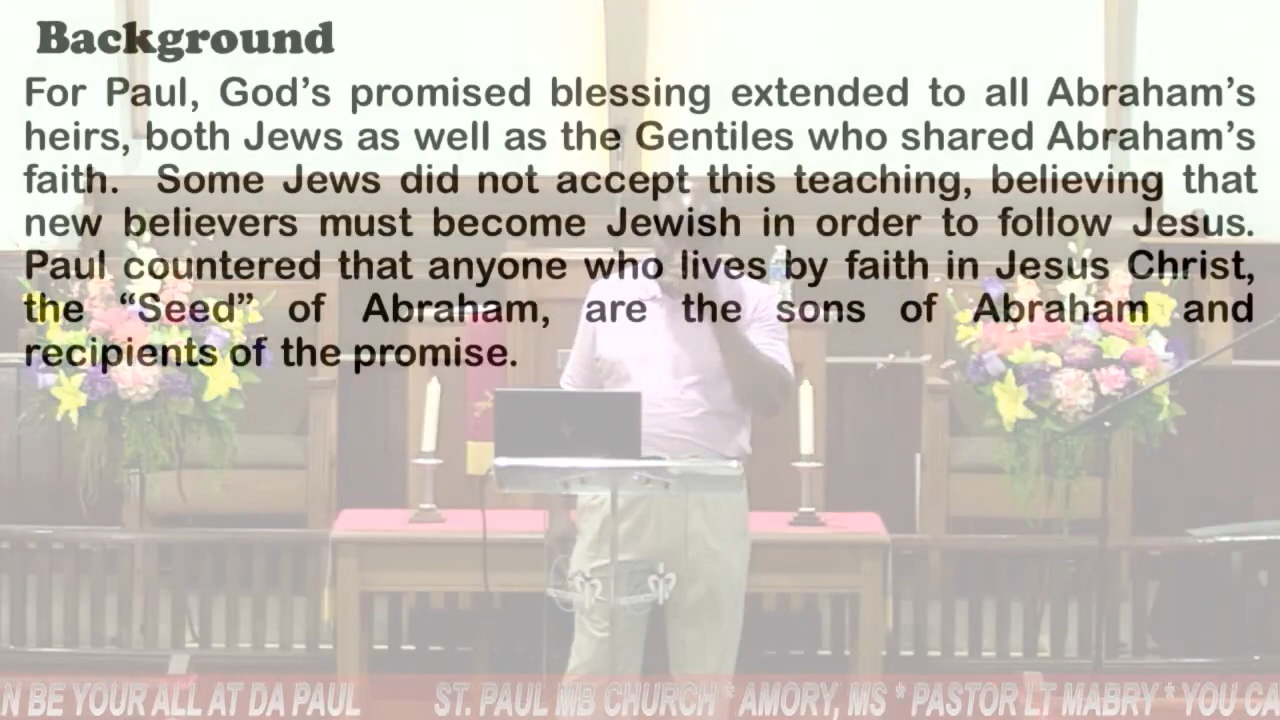 Background
For Paul, God’s promised blessing extended to all Abraham’s
heirs, both Jews as well as the Gentiles who shared Abraham’s
faith.  Some Jews did not accept this teaching, believing that
new believers must become Jewish in order to follow Jesus.
Paul countered that anyone who lives by faith in Jesus Christ,
the “Seed” of Abraham, are the sons of Abraham and
recipients of the promise.
N BE YOUR ALL AT DA PAUL ST. PAUL MB CHURCH * AMORY, MS * PASTOR LT MABRY * YOU CA